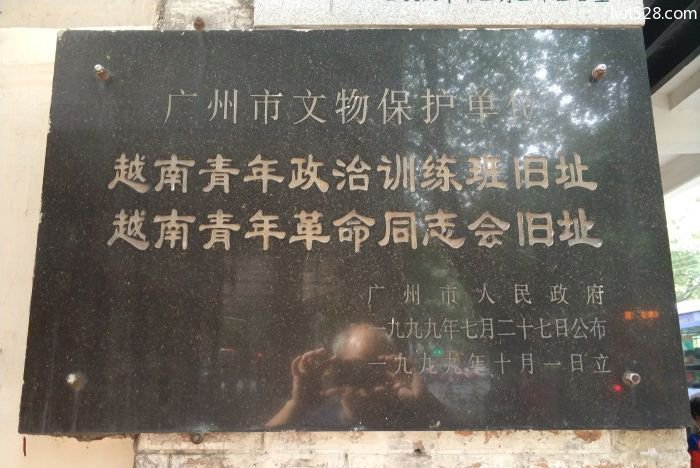 广州市文物保护单位
越南青年政治训练班旧址
越南青年革命同志会旧址
广州市人民政府
一九九九年七月二十七日公布
一九九九年十月一日立